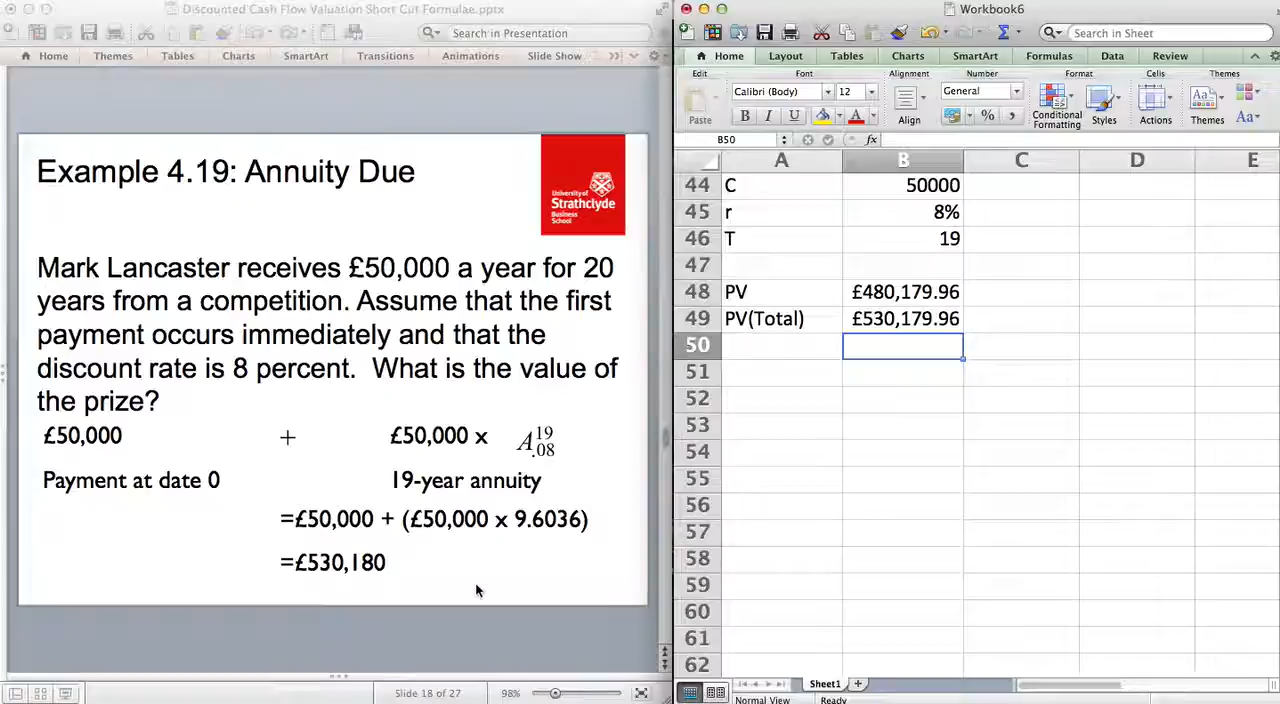 Discounted Cash Flow Valuation Short Cut Formulae.pptx
Search in Presentation
Home Themes Tables Charts SmartArt Transitions Animations Slide Show
Example 4.19: Annuity Due
University of
Strathclyde
Business
School
Mark Lancaster receives £50,000 a year for 20
years from a competition. Assume that the first
payment occurs immediately and that the
discount rate is 8 percent. What is the value of
the prize?
£50,000 + £50,000 x A 19 .08
Payment at date 0 19-year annuity
=£50,000 + (£50,000 x 9.6036)
=£530,180
Slide 18 of 27 98%
Workbook6
Search in Sheet
Home Layout Tables Charts SmartArt Formulas Data Review
Edit Font Alignment Number Format Cells Themes
Calibri (Body) 12 General
Paste B I U A Align % Conditional Formatting Styles Actions Aa Themes Aa
B50 fx
A B C D E
44 C 50000
45 r 8%
46 T 19
47
48 PV £480,179.96
49 PV(Total) £530,179.96
50
51
52
53
54
55
56
57
58
59
60
61
62
Sheet1
Normal View Ready